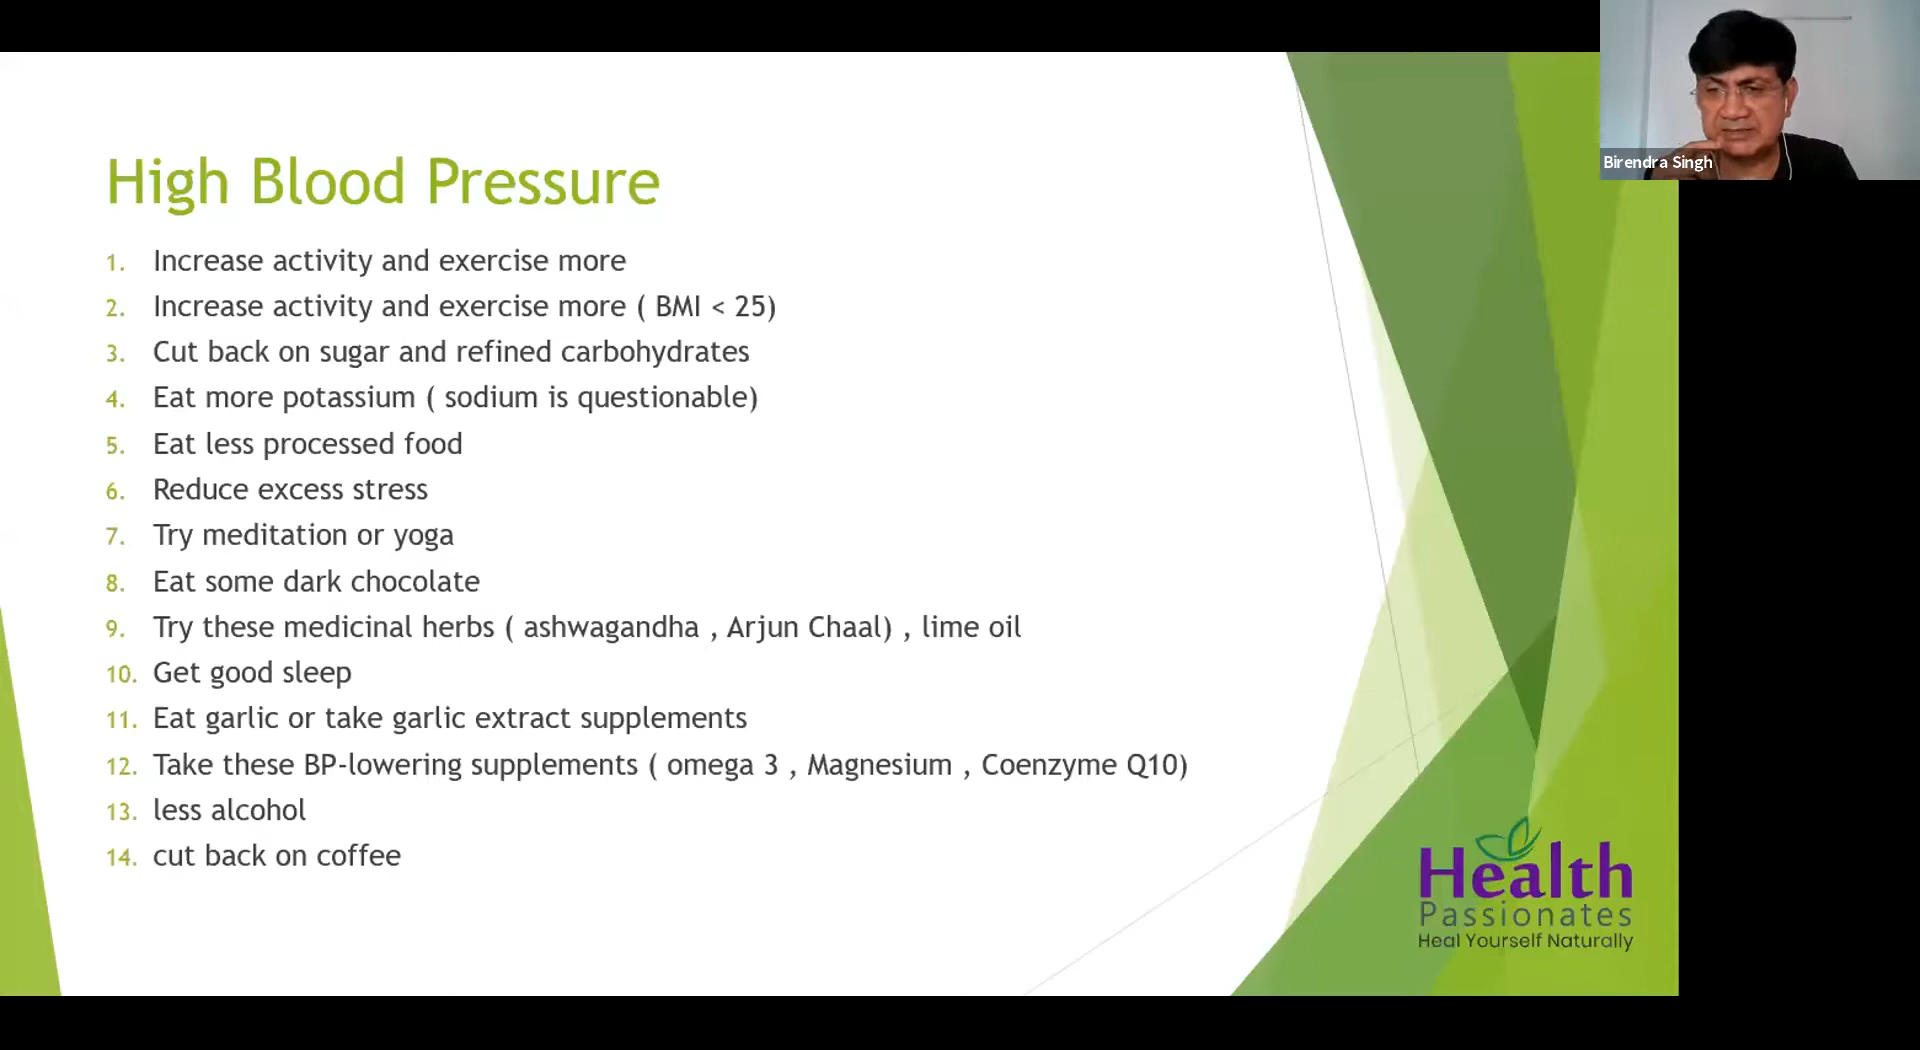 High Blood Pressure
1. Increase activity and exercise more
2. Increase activity and exercise more ( BMI < 25)
3. Cut back on sugar and refined carbohydrates
4. Eat more potassium ( sodium is questionable)
5. Eat less processed food
6. Reduce excess stress
7. Try meditation or yoga
8. Eat some dark chocolate
9. Try these medicinal herbs ( ashwagandha , Arjun Chaal) , lime oil
10. Get good sleep
11. Eat garlic or take garlic extract supplements
12. Take these BP-lowering supplements ( omega 3 , Magnesium , Coenzyme Q10)
13. less alcohol
14. cut back on coffee
Birendra Singh
Health
Passionates
Heal Yourself Naturally